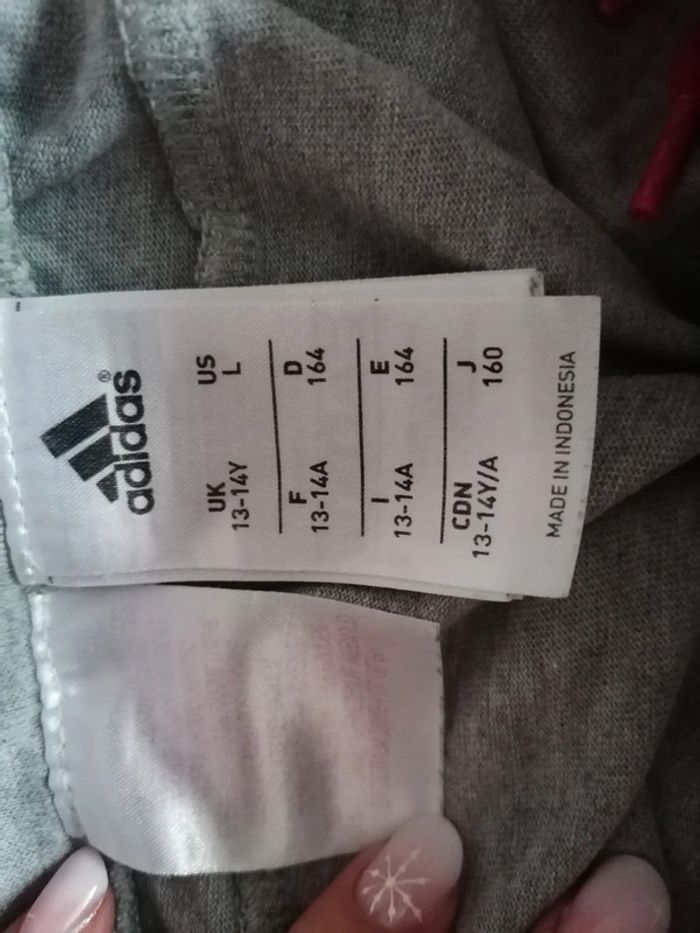 adidas®
UK US
13-14Y L
F D
13-14A 164
I E
13-14A 164
CDN J
13-14Y/A 160
MADE IN INDONESIA